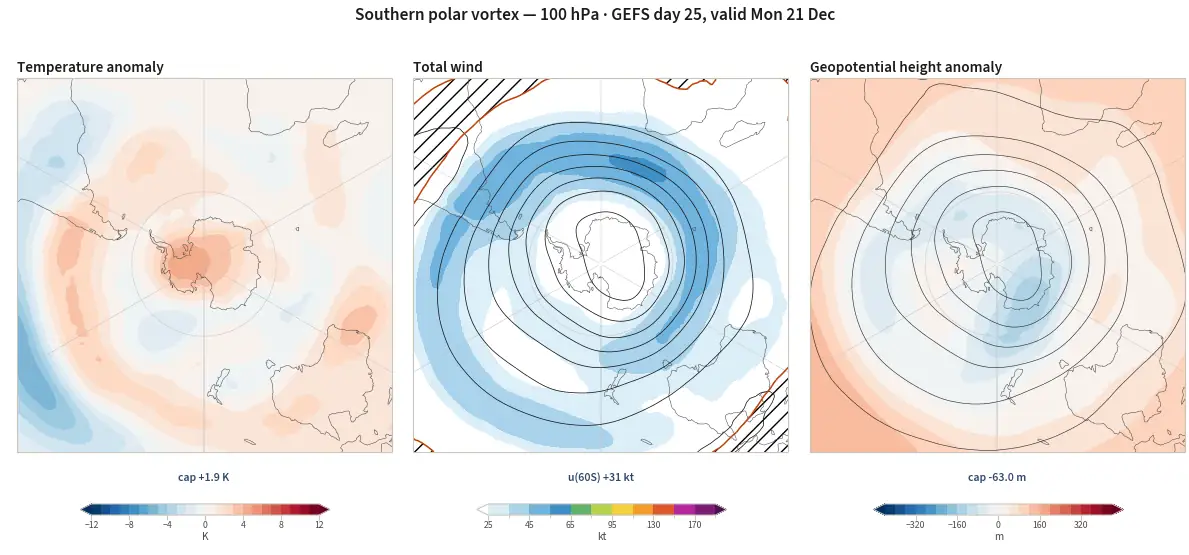 Southern polar vortex — 100 hPa · GEFS day 25, valid Mon 21 Dec
Temperature anomaly
Total wind
Geopotential height anomaly
cap +1.9 K
u(60S) +31 kt
cap -63.0 m
−12 −8 −4 0 4 8 12
K
25 45 65 95 130 170
kt
−320 −160 0 160 320
m